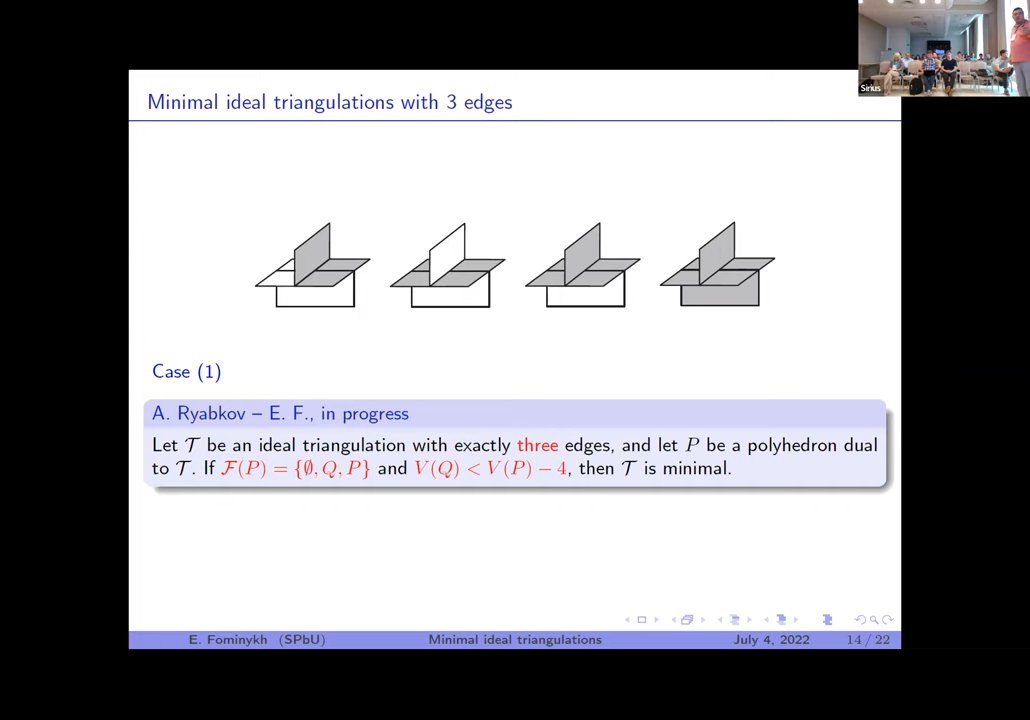 Minimal ideal triangulations with 3 edges
Sirius
Case (1)
A. Ryabkov – E. F., in progress
Let 𝒯 be an ideal triangulation with exactly three edges, and let P be a polyhedron dual
to 𝒯. If ℱ(P) = {∅, Q, P} and V(Q) < V(P) − 4, then 𝒯 is minimal.
E. Fominykh (SPbU) Minimal ideal triangulations July 4, 2022 14 / 22